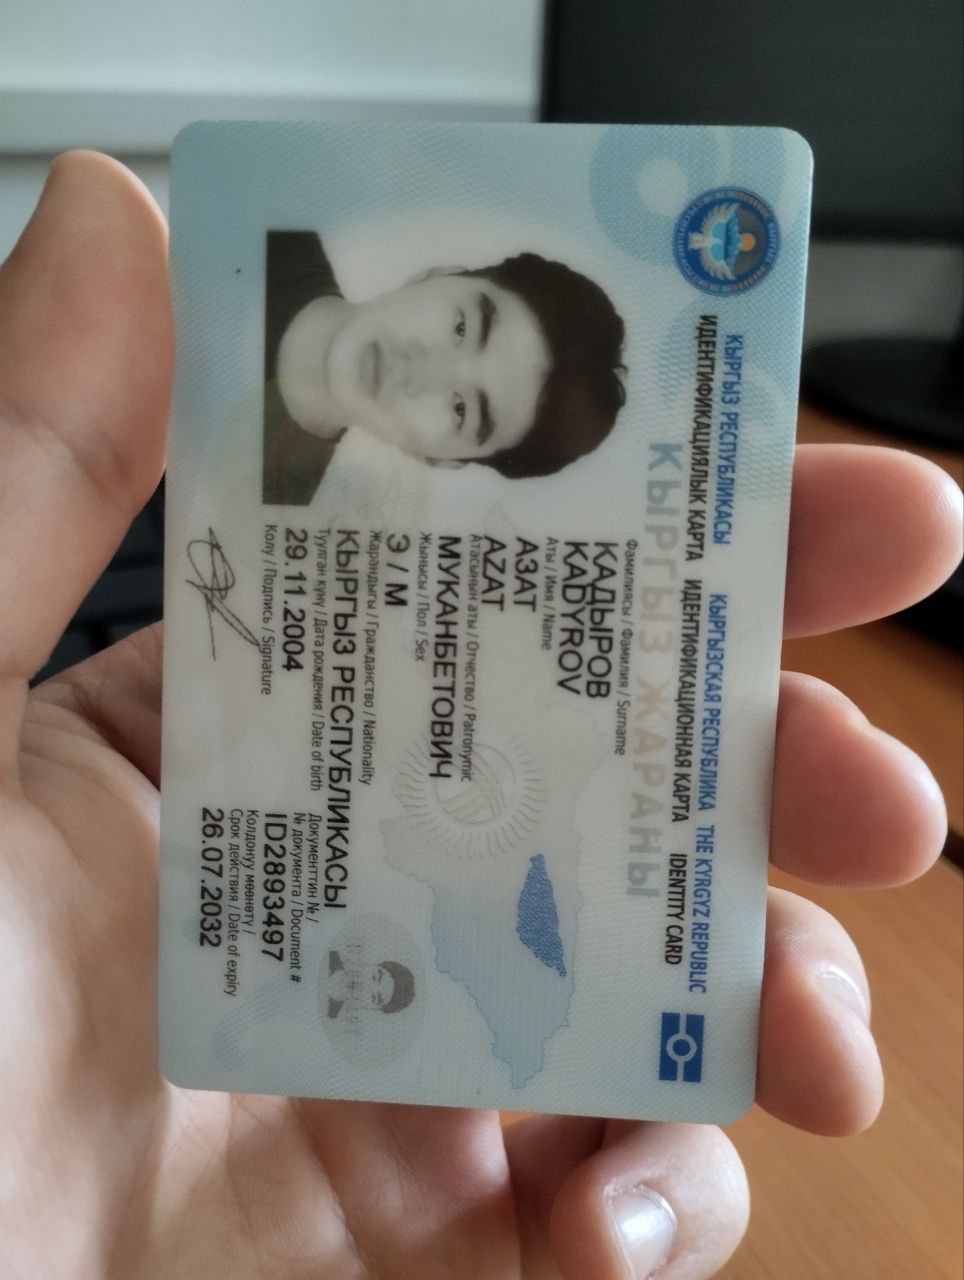 КЫРГЫЗ РЕСПУБЛИКАСЫ КЫРГЫЗСКАЯ РЕСПУБЛИКА THE KYRGYZ REPUBLIC
ИДЕНТИФИКАЦИЯЛЫК КАРТА ИДЕНТИФИКАЦИОННАЯ КАРТА IDENTITY CARD
КЫРГЫЗ ЖАРАНЫ
Фамилиясы / Фамилия / Surname
КАДЫРОВ
KADYROV
Аты / Имя / Name
АЗАТ
AZAT
Атасынын аты / Отчество / Patronymic
МУКАНБЕТОВИЧ
Жынысы / Пол / Sex
Э / M
Жарандыгы / Гражданство / Nationality
КЫРГЫЗ РЕСПУБЛИКАСЫ
Туулган күнү / Дата рождения / Date of birth
29.11.2004
Документтин № /
№ документа / Document #
ID2893497
Колу / Подпись / Signature
Колдонуу мөөнөтү /
Срок действия / Date of expiry
26.07.2032